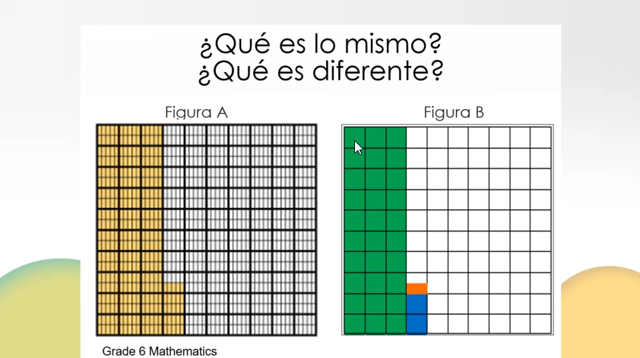 ¿Qué es lo mismo?
¿Qué es diferente?
Figura A
Figura B
Grade 6 Mathematics